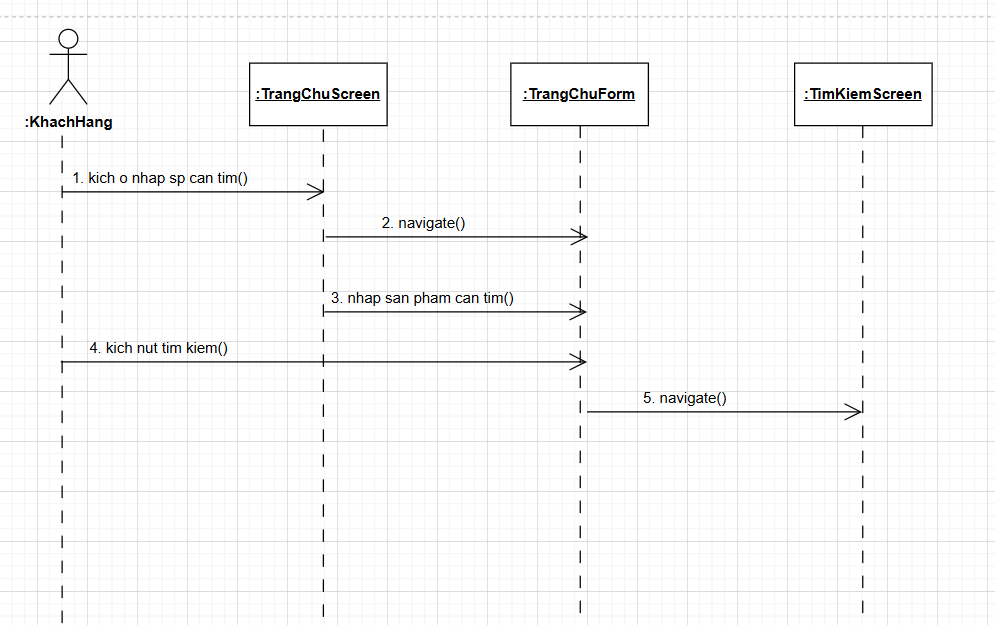 :KhachHang
:TrangChuScreen
:TrangChuForm
:TimKiemScreen
1. kich o nhap sp can tim()
2. navigate()
3. nhap san pham can tim()
4. kich nut tim kiem()
5. navigate()